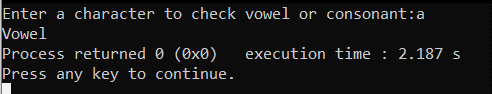 Enter a character to check vowel or consonant:a
Vowel
Process returned 0 (0x0)   execution time : 2.187 s
Press any key to continue.